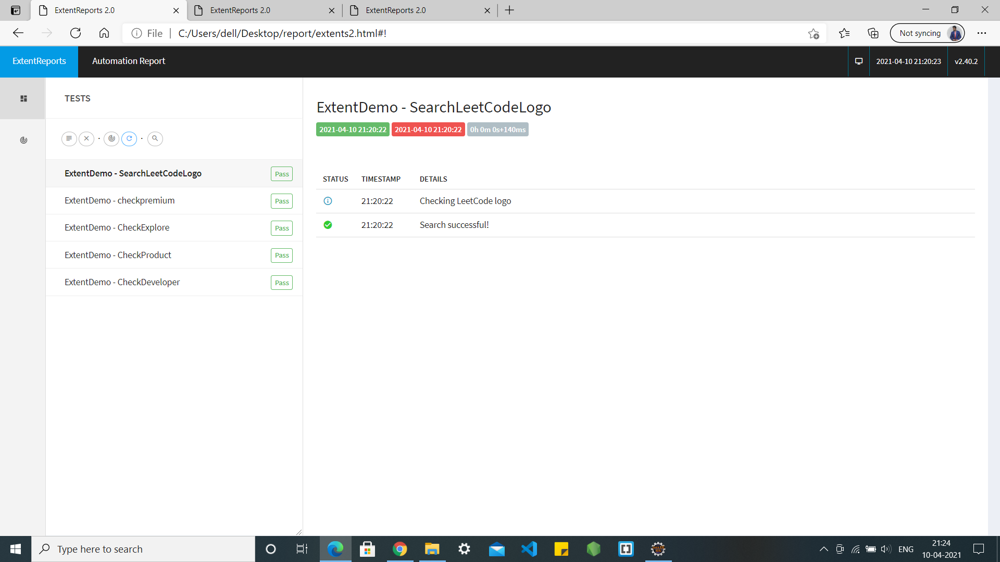 ExtentReports 2.0
ExtentReports 2.0
ExtentReports 2.0
File
C:/Users/dell/Desktop/report/extents2.html#!
Not syncing
ExtentReports
Automation Report
2021-04-10 21:20:23
v2.40.2
TESTS
ExtentDemo - SearchLeetCodeLogo Pass
ExtentDemo - checkpremium Pass
ExtentDemo - CheckExplore Pass
ExtentDemo - CheckProduct Pass
ExtentDemo - CheckDeveloper Pass
ExtentDemo - SearchLeetCodeLogo
2021-04-10 21:20:22 2021-04-10 21:20:22 0h 0m 0s+140ms
STATUS TIMESTAMP DETAILS
21:20:22 Checking LeetCode logo
21:20:22 Search successful!
Type here to search
ENG
21:24
10-04-2021